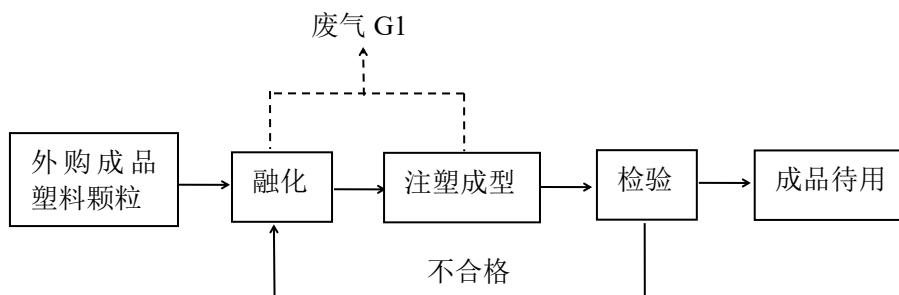 废气 G1
外购成品
塑料颗粒
融化
注塑成型
检验
成品待用
不合格